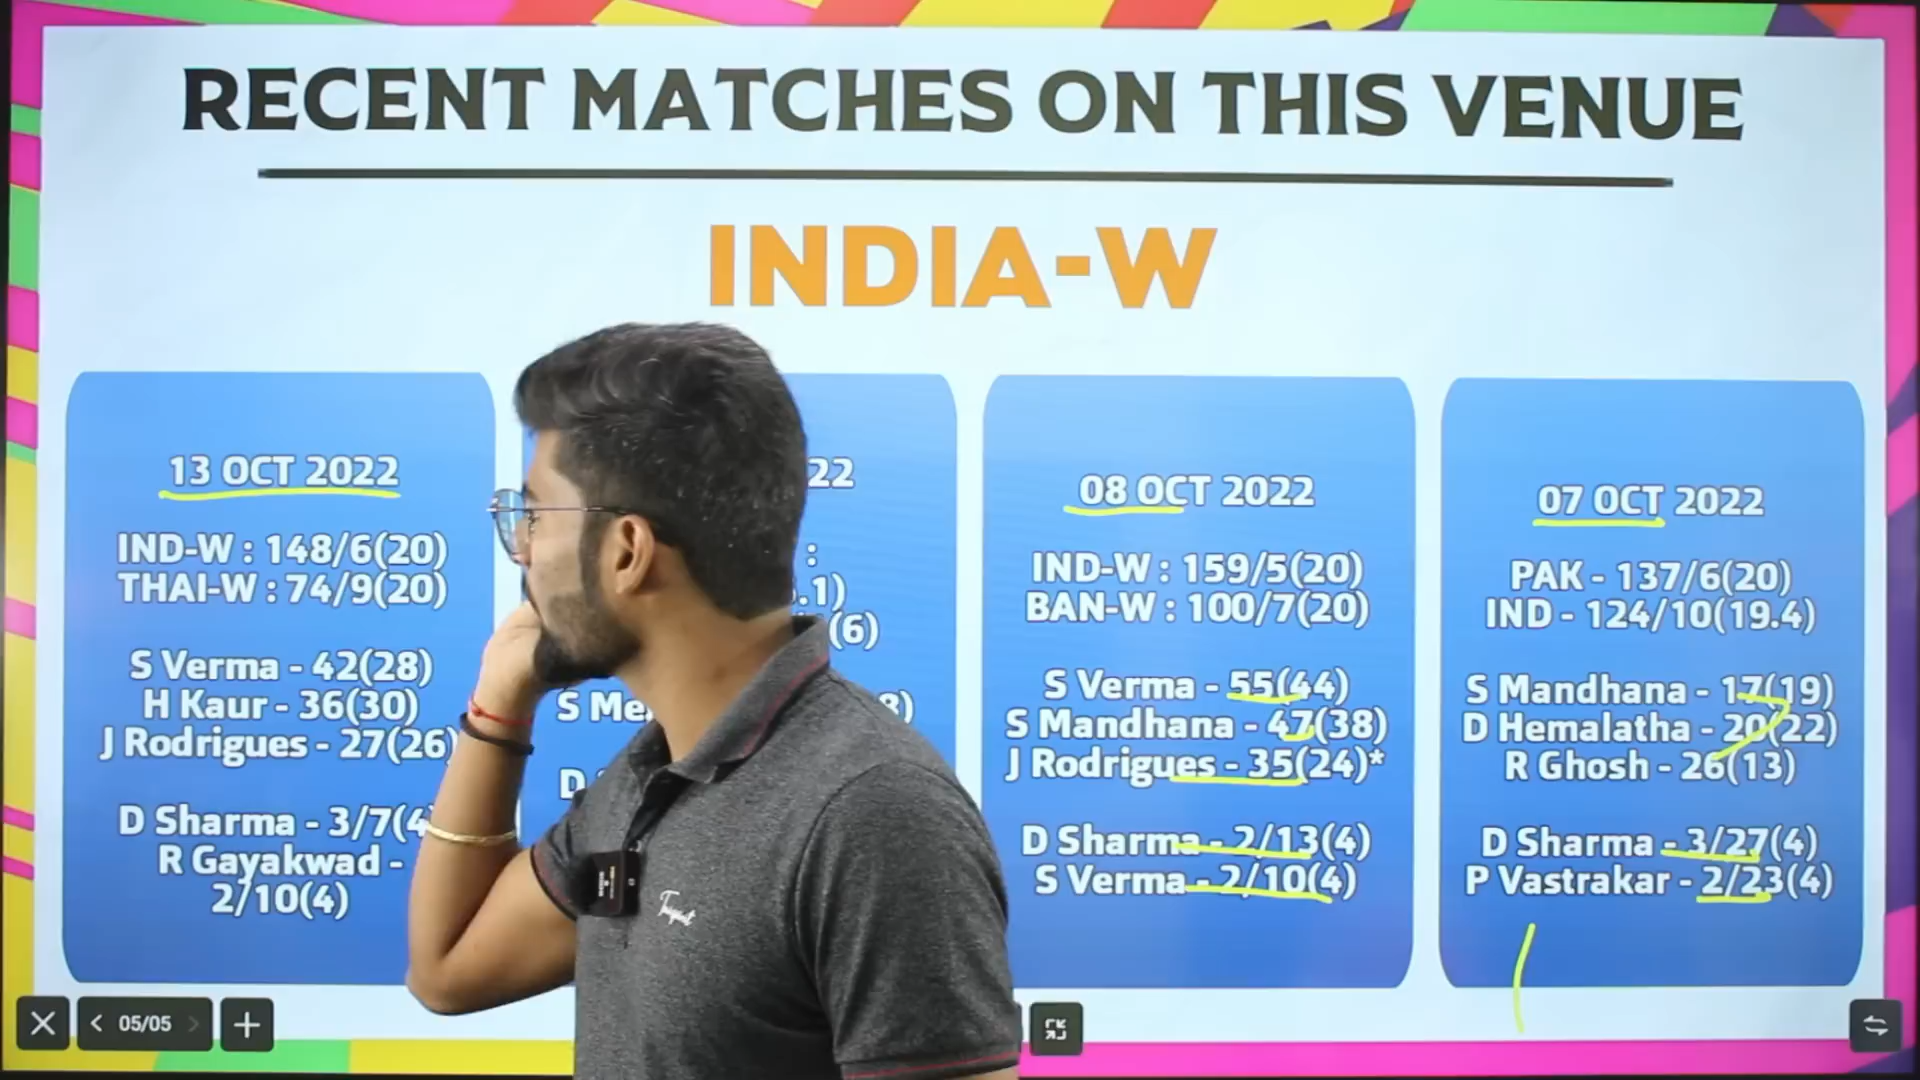 RECENT MATCHES ON THIS VENUE
INDIA-W
13 OCT 2022
IND-W : 148/6(20)
THAI-W : 74/9(20)
S Verma - 42(28)
H Kaur - 36(30)
J Rodrigues - 27(26)
D Sharma - 3/7(4
R Gayakwad -
2/10(4)
22
:
.1)
(6)
S Me
8)
D
08 OCT 2022
IND-W : 159/5(20)
BAN-W : 100/7(20)
S Verma - 55(44)
S Mandhana - 47(38)
J Rodrigues - 35(24)*
D Sharma - 2/13(4)
S Verma - 2/10(4)
07 OCT 2022
PAK - 137/6(20)
IND - 124/10(19.4)
S Mandhana - 17(19)
D Hemalatha - 20(22)
R Ghosh - 26(13)
D Sharma - 3/27(4)
P Vastrakar - 2/23(4)
05/05